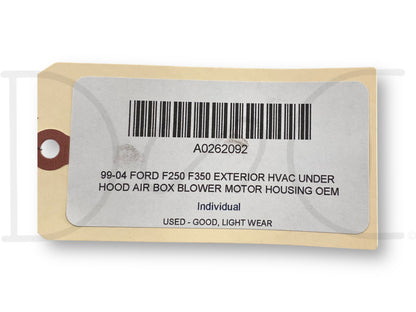 A0262092
99-04 FORD F250 F350 EXTERIOR HVAC UNDER
HOOD AIR BOX BLOWER MOTOR HOUSING OEM
Individual
USED - GOOD, LIGHT WEAR